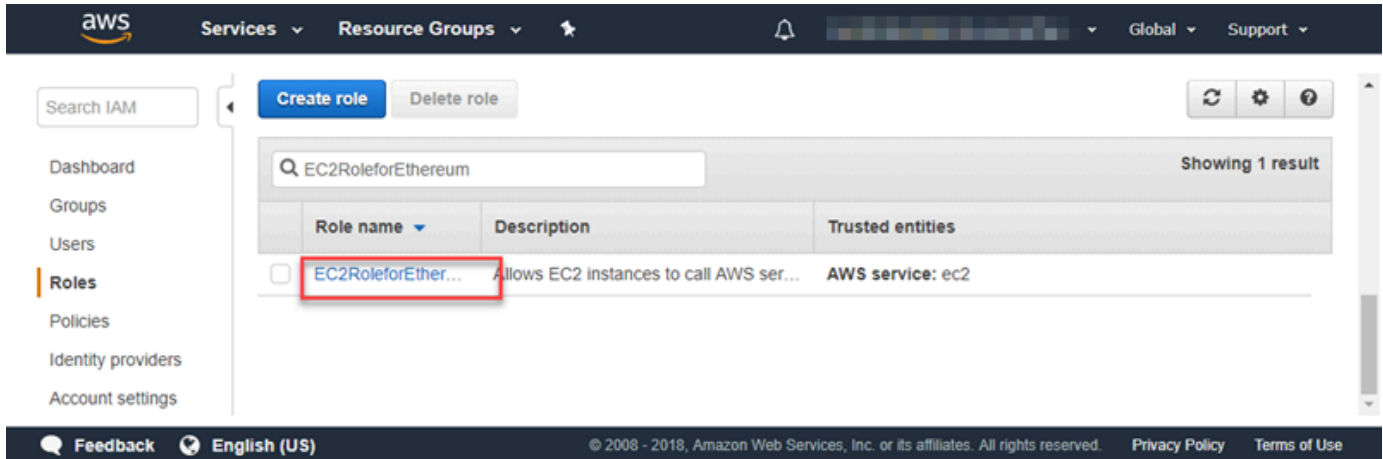 aws Services Resource Groups Global Support
Search IAM
Create role Delete role
Dashboard
Groups
Users
Roles
Policies
Identity providers
Account settings
EC2RoleforEthereum Showing 1 result
Role name Description Trusted entities
EC2RoleforEther... Allows EC2 instances to call AWS ser... AWS service: ec2
Feedback English (US) © 2008 - 2018, Amazon Web Services, Inc. or its affiliates. All rights reserved. Privacy Policy Terms of Use